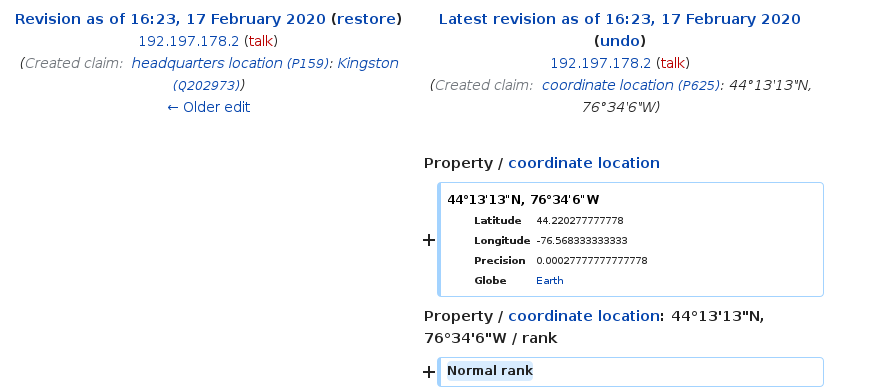 Revision as of 16:23, 17 February 2020 (restore)
192.197.178.2 (talk)
(Created claim: headquarters location (P159): Kingston
(Q202973))
← Older edit
Latest revision as of 16:23, 17 February 2020
(undo)
192.197.178.2 (talk)
(Created claim: coordinate location (P625): 44°13'13"N,
76°34'6"W)
Property / coordinate location
+
44°13'13"N, 76°34'6"W
Latitude 44.220277777778
Longitude -76.568333333333
Precision 0.00027777777777778
Globe Earth
Property / coordinate location: 44°13'13"N,
76°34'6"W / rank
+ Normal rank